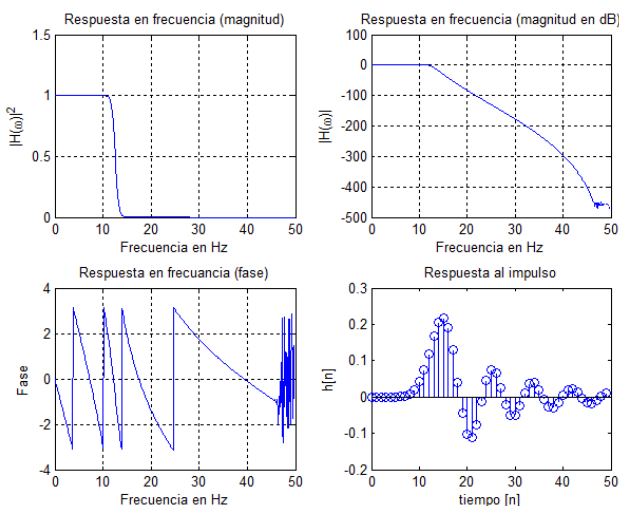 Respuesta en frecuencia (magnitud)
1.5
1
0.5
0
|H(ω)|²
0 10 20 30 40 50
Frecuencia en Hz
Respuesta en frecuencia (magnitud en dB)
100
0
-100
-200
-300
-400
-500
|H(ω)|
0 10 20 30 40 50
Frecuencia en Hz
Respuesta en frecuancia (fase)
4
2
0
-2
-4
Fase
0 10 20 30 40 50
Frecuencia en Hz
Respuesta al impulso
0.3
0.2
0.1
0
-0.1
-0.2
h[n]
0 10 20 30 40 50
tiempo [n]